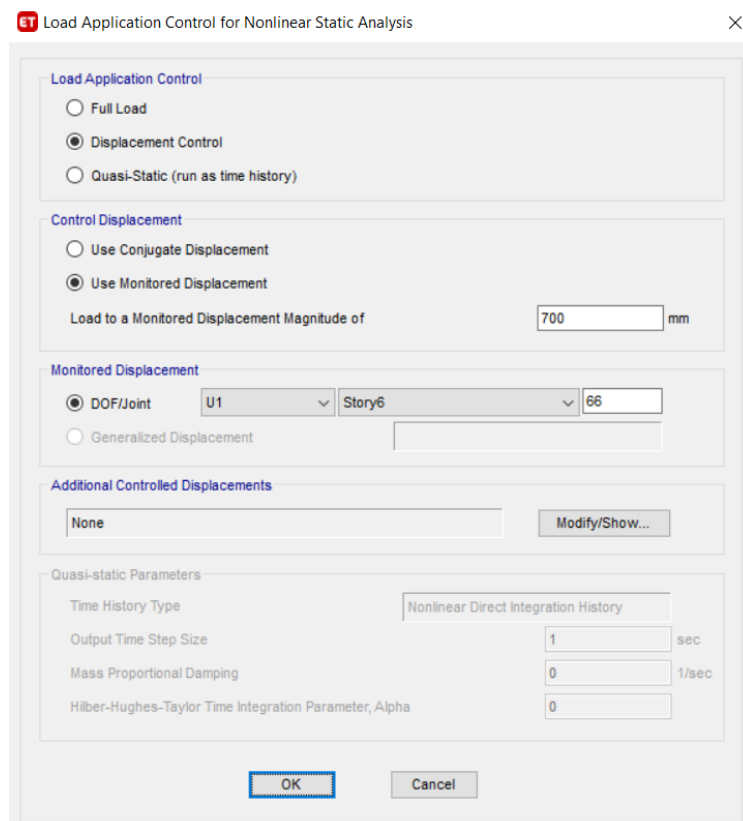 ET Load Application Control for Nonlinear Static Analysis
Load Application Control
Full Load
Displacement Control
Quasi-Static (run as time history)
Control Displacement
Use Conjugate Displacement
Use Monitored Displacement
Load to a Monitored Displacement Magnitude of 700 mm
Monitored Displacement
DOF/Joint U1 Story6 66
Generalized Displacement
Additional Controlled Displacements
None Modify/Show...
Quasi-static Parameters
Time History Type Nonlinear Direct Integration History
Output Time Step Size 1 sec
Mass Proportional Damping 0 1/sec
Hilber-Hughes-Taylor Time Integration Parameter, Alpha 0
OK Cancel